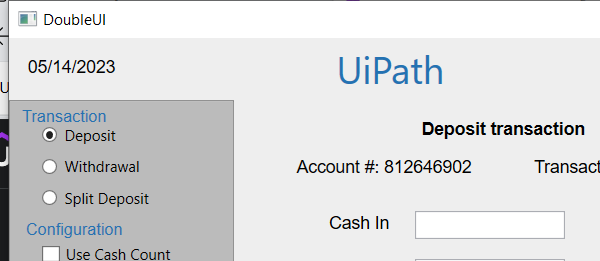 DoubleUI
05/14/2023
UiPath
Transaction
Deposit
Withdrawal
Split Deposit
Configuration
Use Cash Count
Deposit transaction
Account #: 812646902
Transact
Cash In